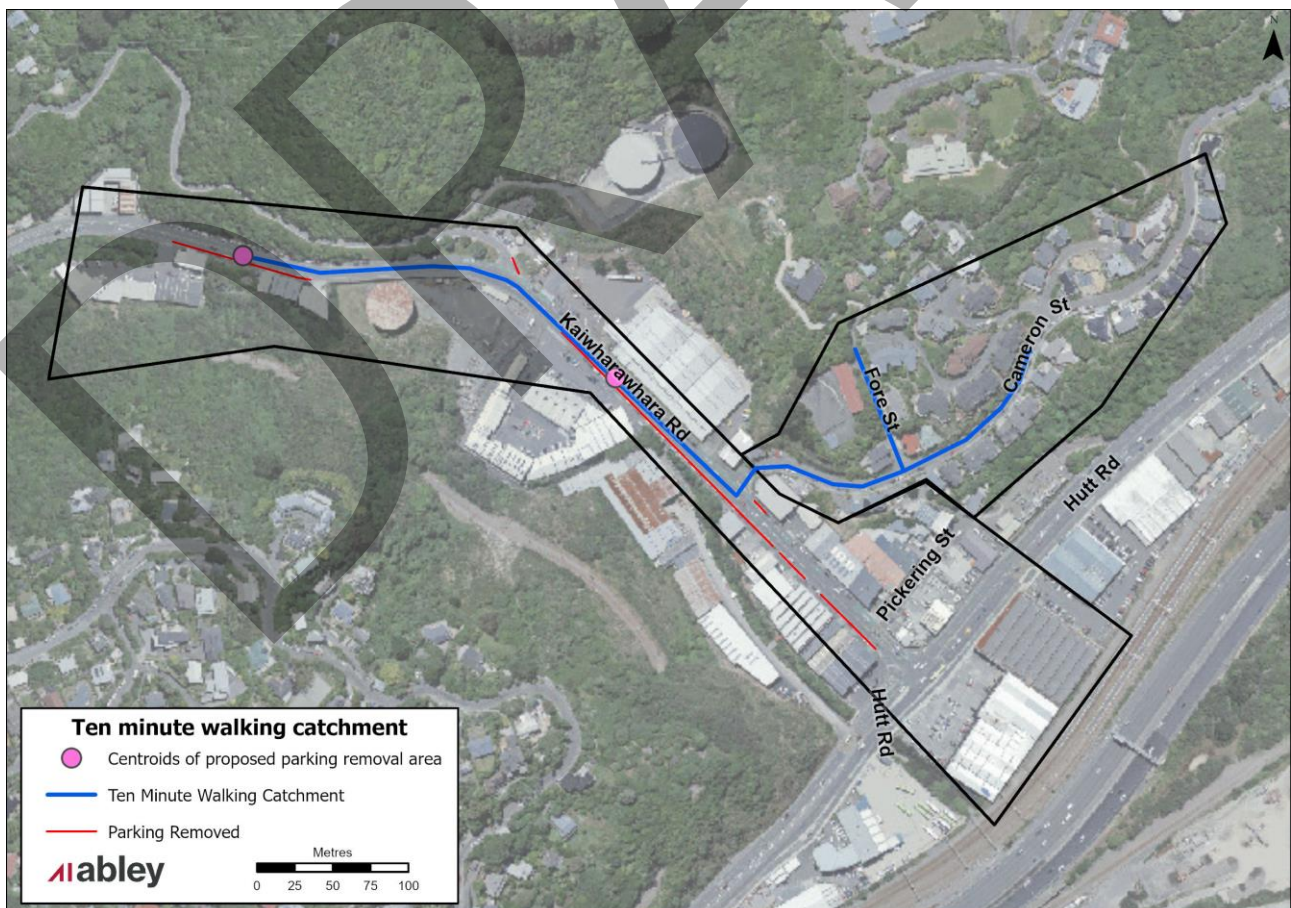 N
Kaiwharawhara Rd
Fore St
Cameron St
Hutt Rd
Pickering St
Hutt Rd
Ten minute walking catchment
Centroids of proposed parking removal area
Ten Minute Walking Catchment
Parking Removed
abley
Metres
0 25 50 75 100